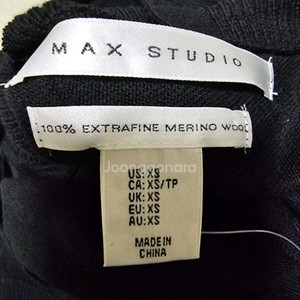 MAX STUDIO
100% EXTRAFINE MERINO WOOL
Joonggonara
US: XS
CA: XS/TP
UK: XS
EU: XS
AU: XS
MADE IN
CHINA